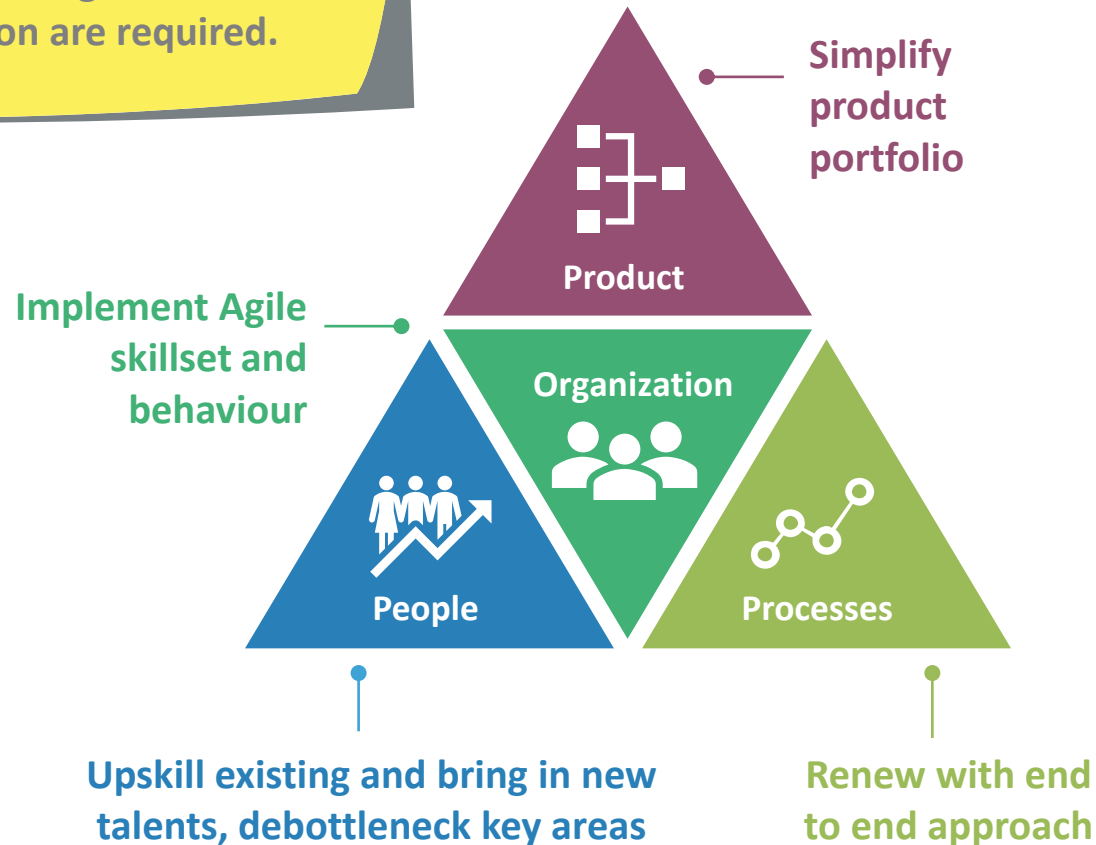 on are required.
Simplify
product
portfolio
Product
Implement Agile
skillset and
behaviour
Organization
People
Processes
Upskill existing and bring in new
talents, debottleneck key areas
Renew with end
to end approach